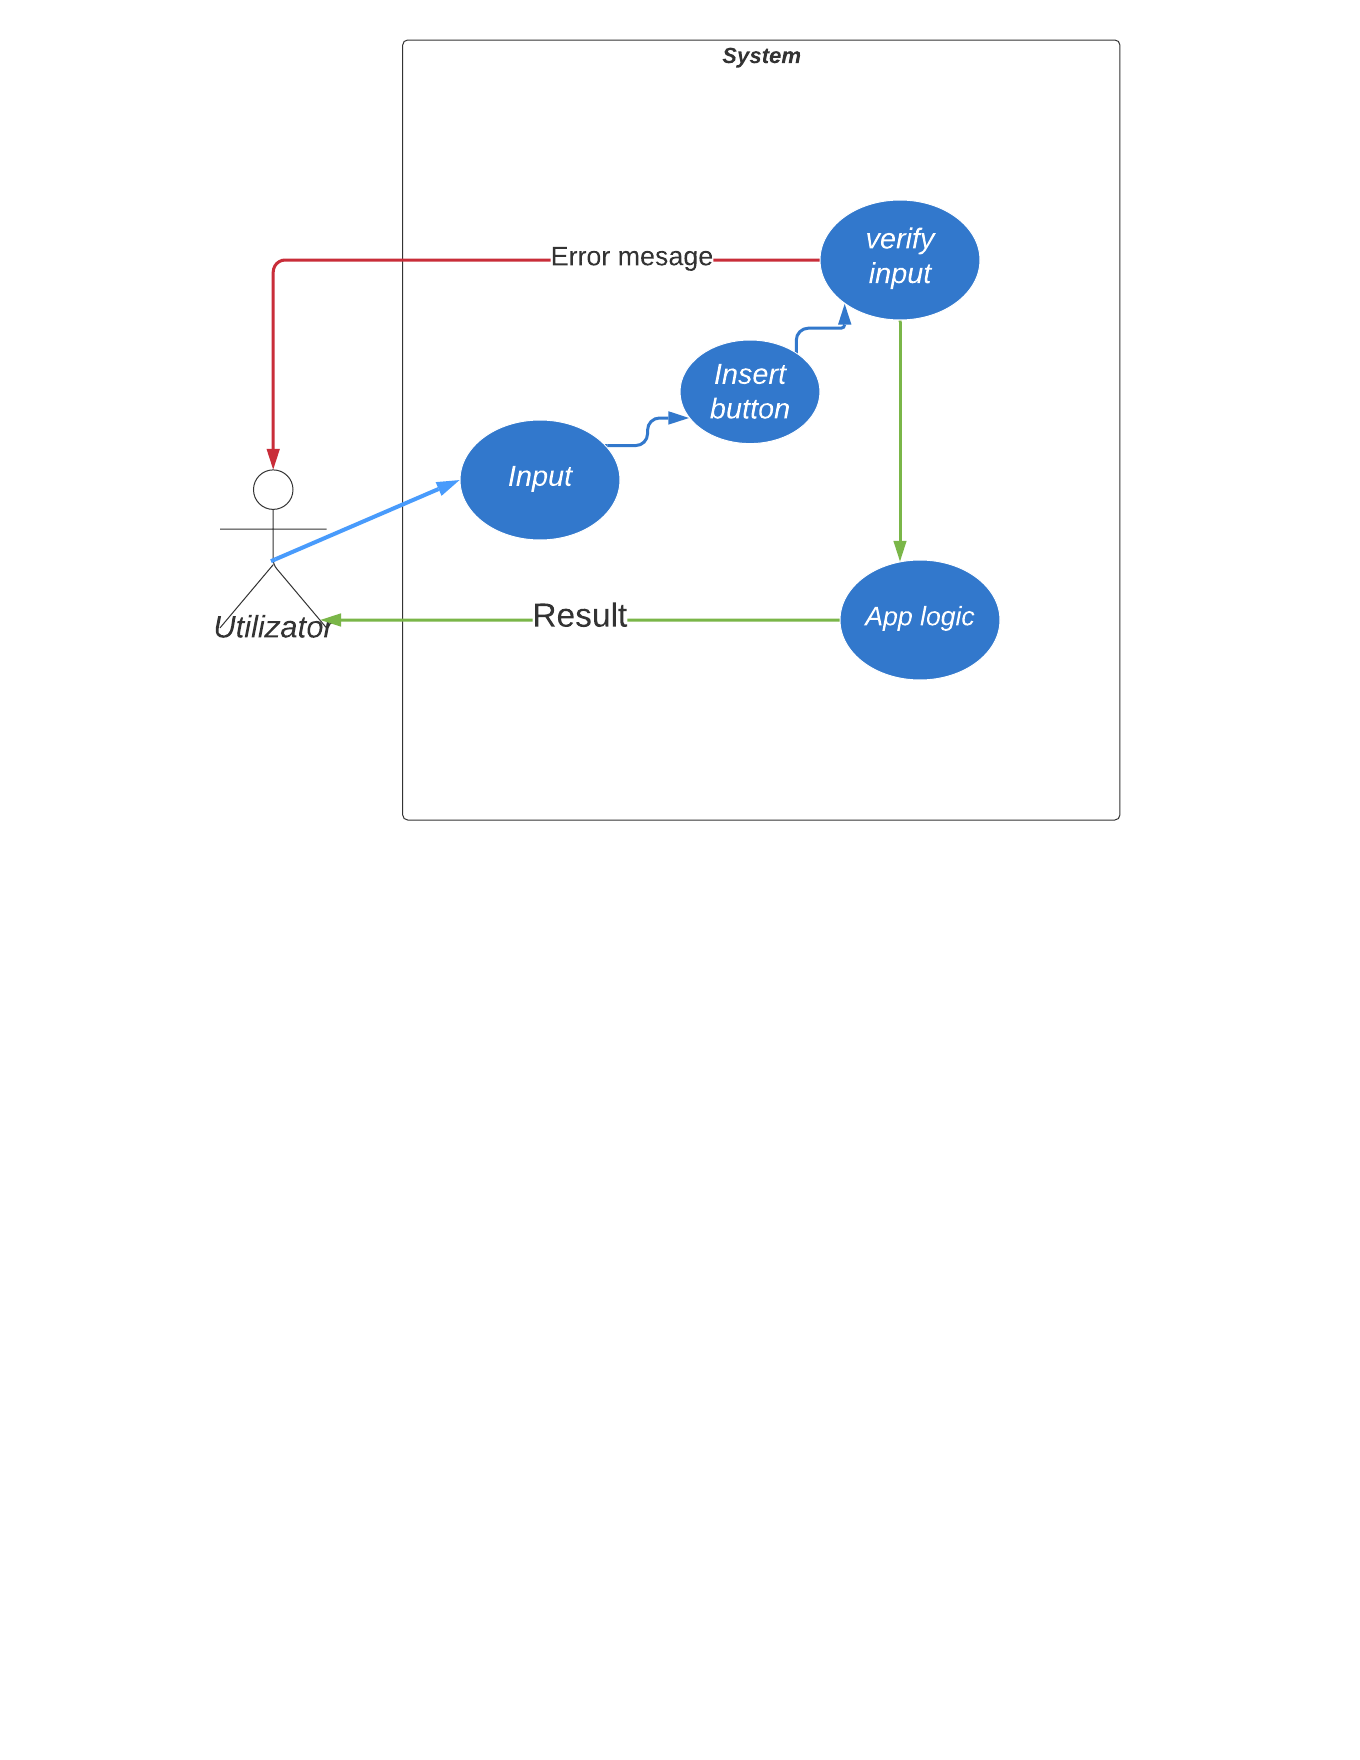 System
verify
input
Error mesage
Insert
button
Input
App logic
Result
Utilizator